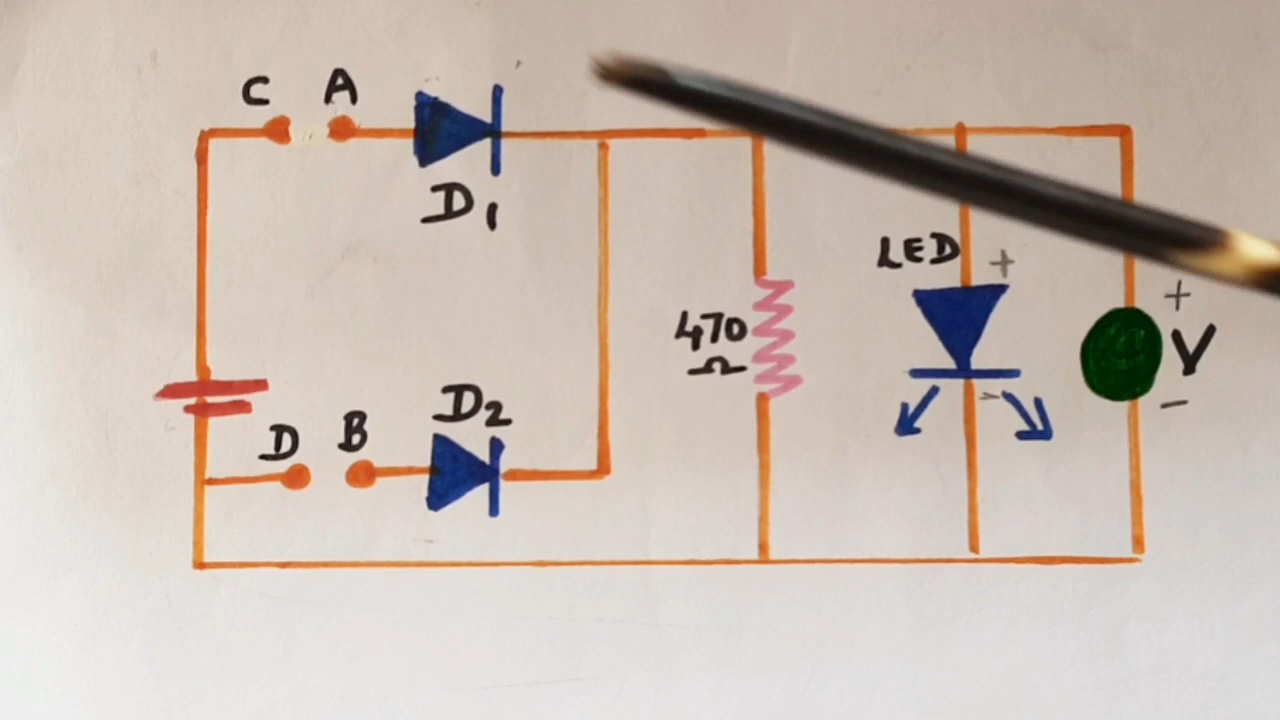 C A
D₁
LED +
470
Ω
+
V
-
D₂
D B
-